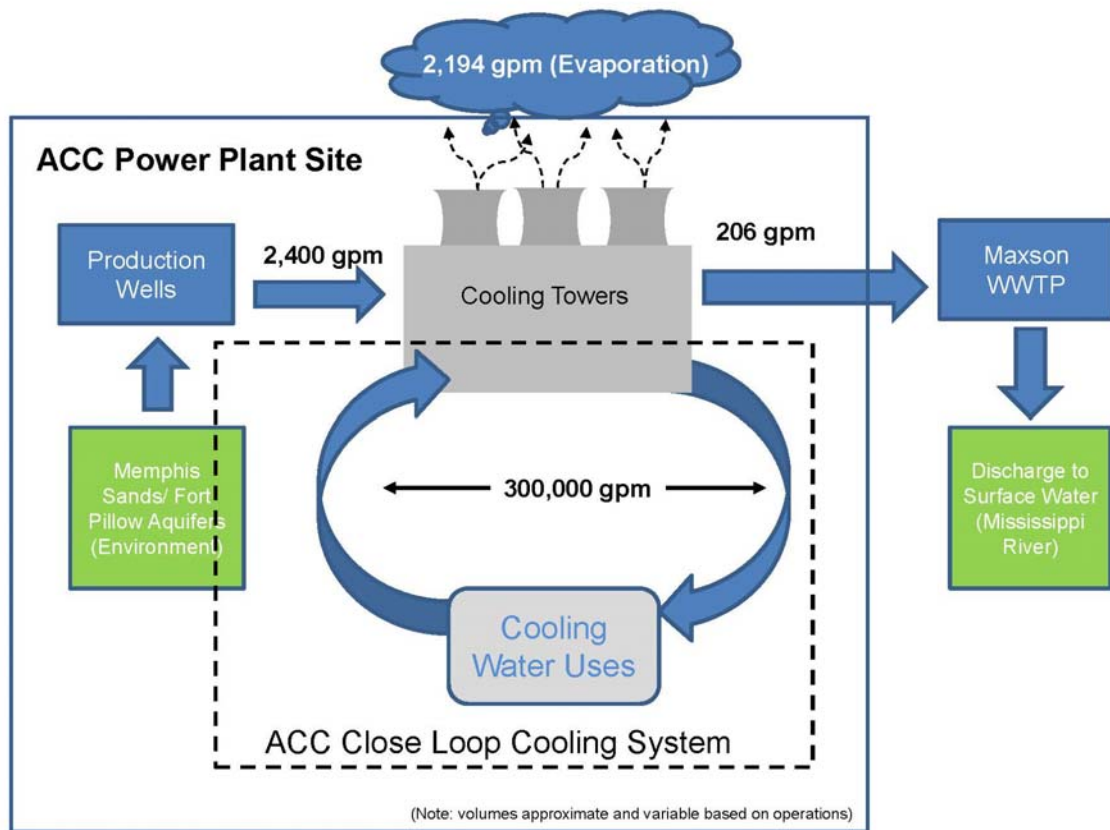 2,194 gpm (Evaporation)
ACC Power Plant Site
Production
Wells
2,400 gpm
Cooling Towers
206 gpm
Maxson
WWTP
Memphis
Sands/ Fort
Pillow Aquifers
(Environment)
300,000 gpm
Discharge to
Surface Water
(Mississippi
River)
Cooling
Water Uses
ACC Close Loop Cooling System
(Note: volumes approximate and variable based on operations)